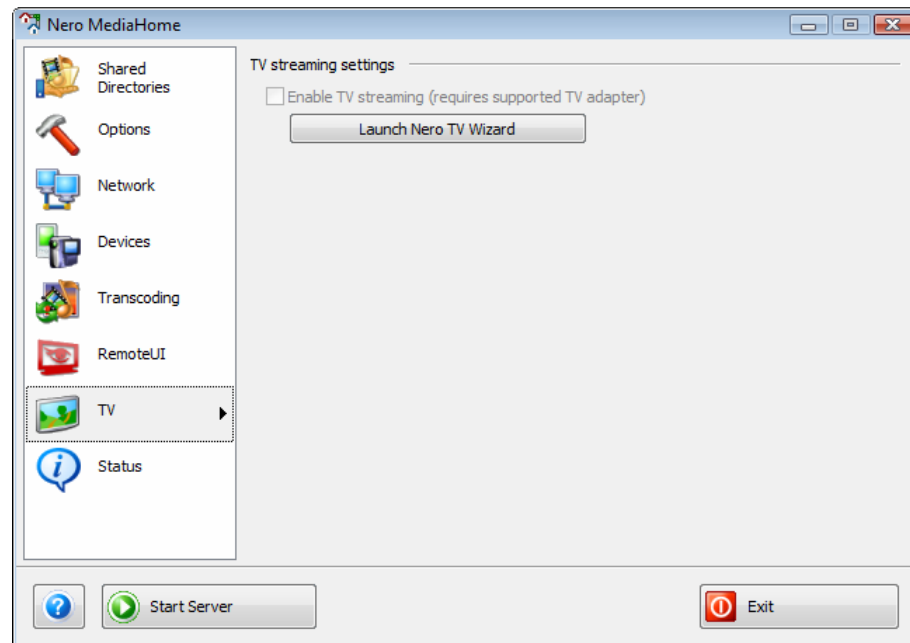 Nero MediaHome
Shared
Directories
Options
Network
Devices
Transcoding
RemoteUI
TV
Status
TV streaming settings
Enable TV streaming (requires supported TV adapter)
Launch Nero TV Wizard
Start Server
Exit